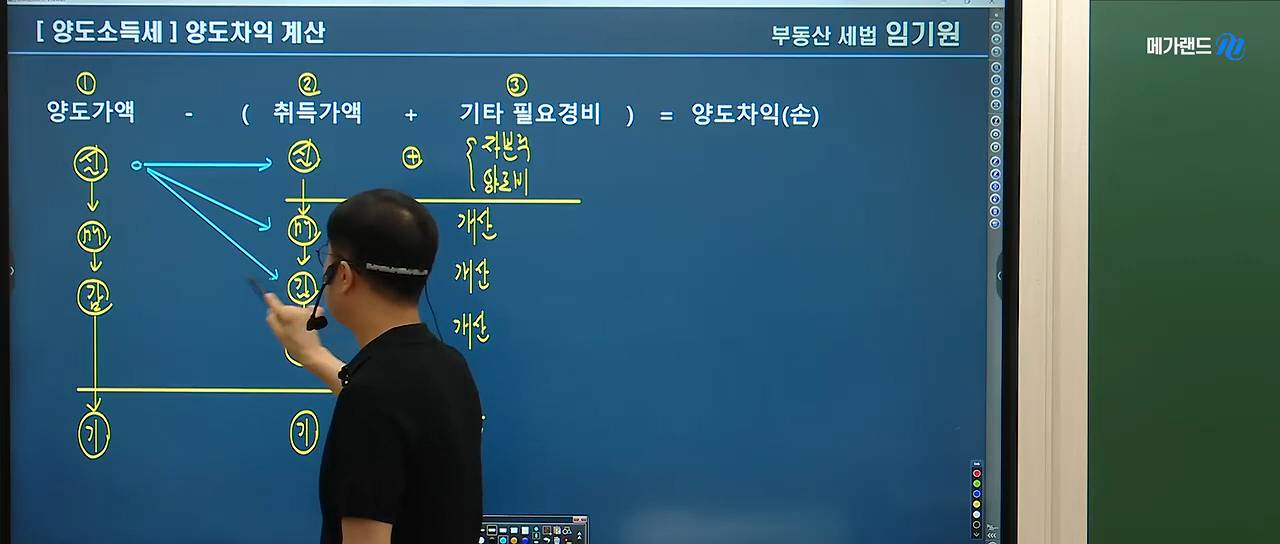 [ 양도소득세 ] 양도차익 계산
부동산 세법 임기원
메가랜드
① ② ③
양도가액 - ( 취득가액 + 기타 필요경비 ) = 양도차익(손)
실 실 + 자본적
양도비
매 매 개산
감 감 개산
개산
기 기